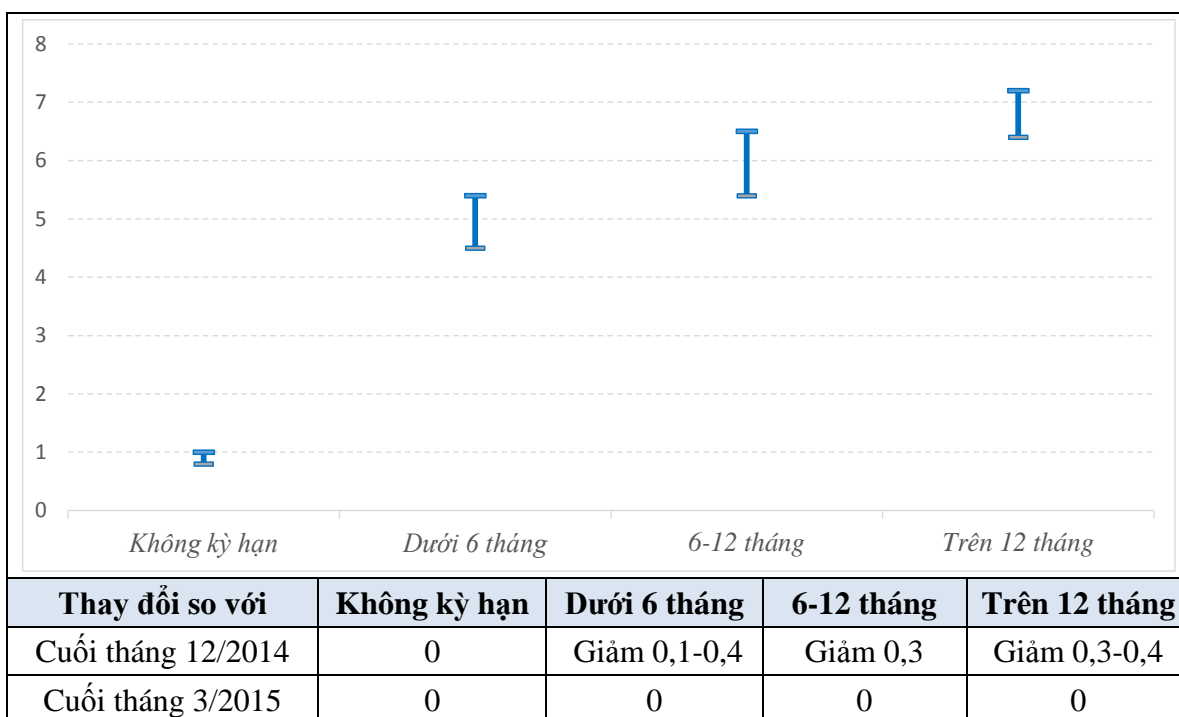 8
7
6
5
4
3
2
1
0
Không kỳ hạn Dưới 6 tháng 6-12 tháng Trên 12 tháng
Thay đổi so với Không kỳ hạn Dưới 6 tháng 6-12 tháng Trên 12 tháng
Cuối tháng 12/2014 0 Giảm 0,1-0,4 Giảm 0,3 Giảm 0,3-0,4
Cuối tháng 3/2015 0 0 0 0